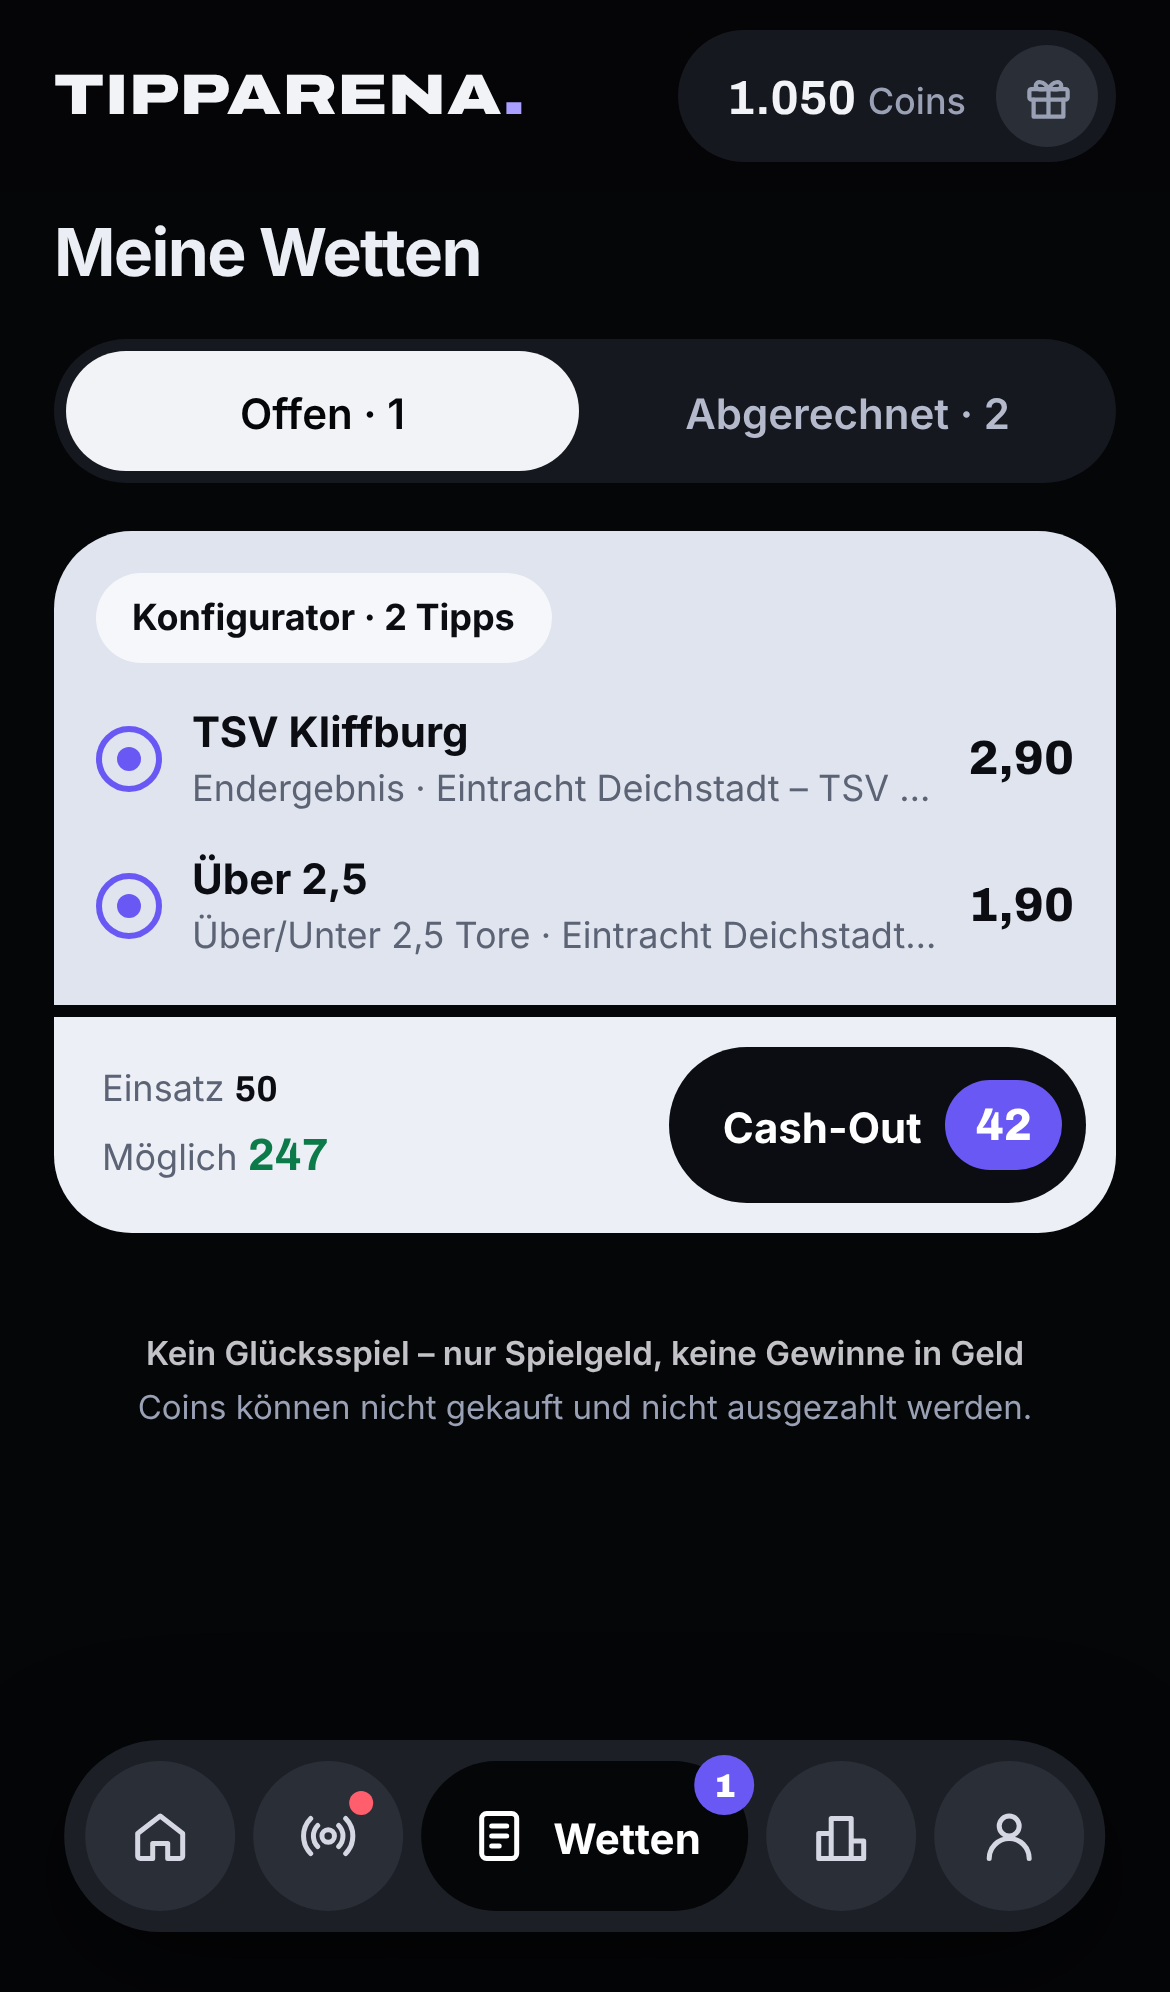 TIPPARENA.
1.050 Coins
Meine Wetten
Offen · 1
Abgerechnet · 2
Konfigurator · 2 Tipps
TSV Kliffburg
2,90
Endergebnis · Eintracht Deichstadt – TSV ...
Über 2,5
1,90
Über/Unter 2,5 Tore · Eintracht Deichstadt...
Einsatz 50
Möglich 247
Cash-Out 42
Kein Glücksspiel – nur Spielgeld, keine Gewinne in Geld
Coins können nicht gekauft und nicht ausgezahlt werden.
Wetten
1